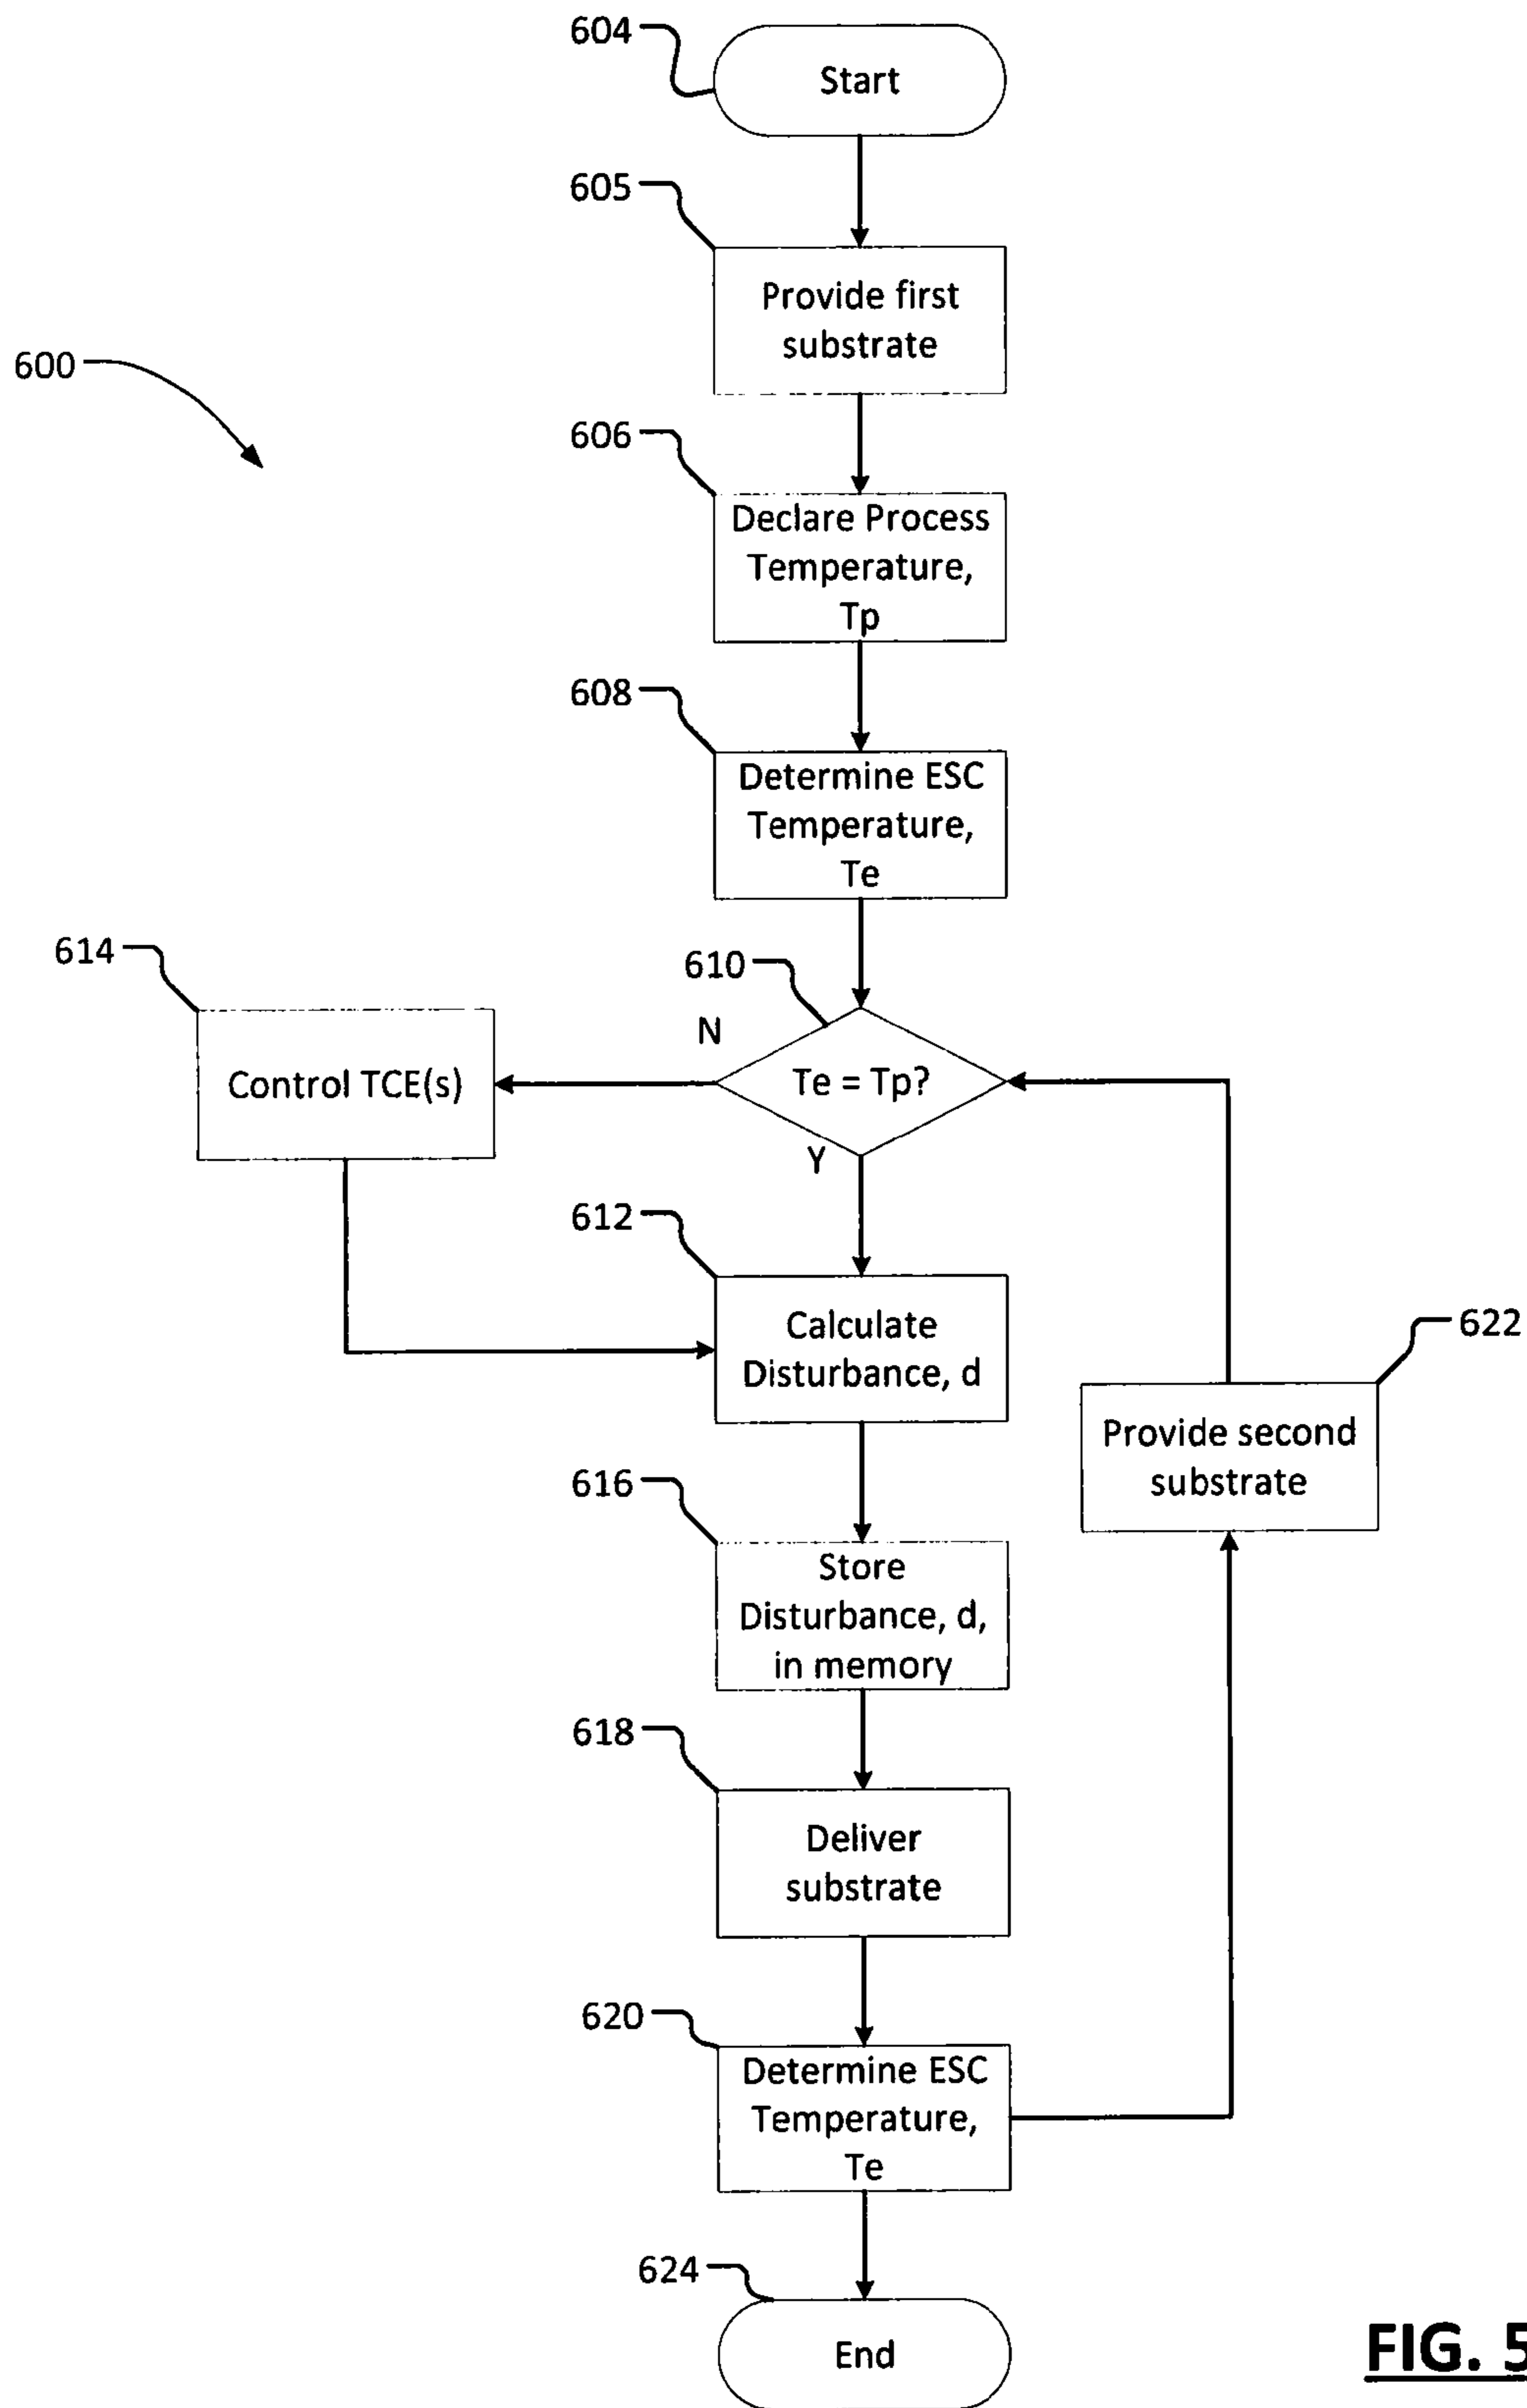 604
Start
605
Provide first
substrate
600
606
Declare Process
Temperature,
Tp
608
Determine ESC
Temperature,
Te
614
610
N
Control TCE(s)
Te = Tp?
Y
612
Calculate
Disturbance, d
622
Provide second
substrate
616
Store
Disturbance, d,
in memory
618
Deliver
substrate
620
Determine ESC
Temperature,
Te
624
End
FIG. 5